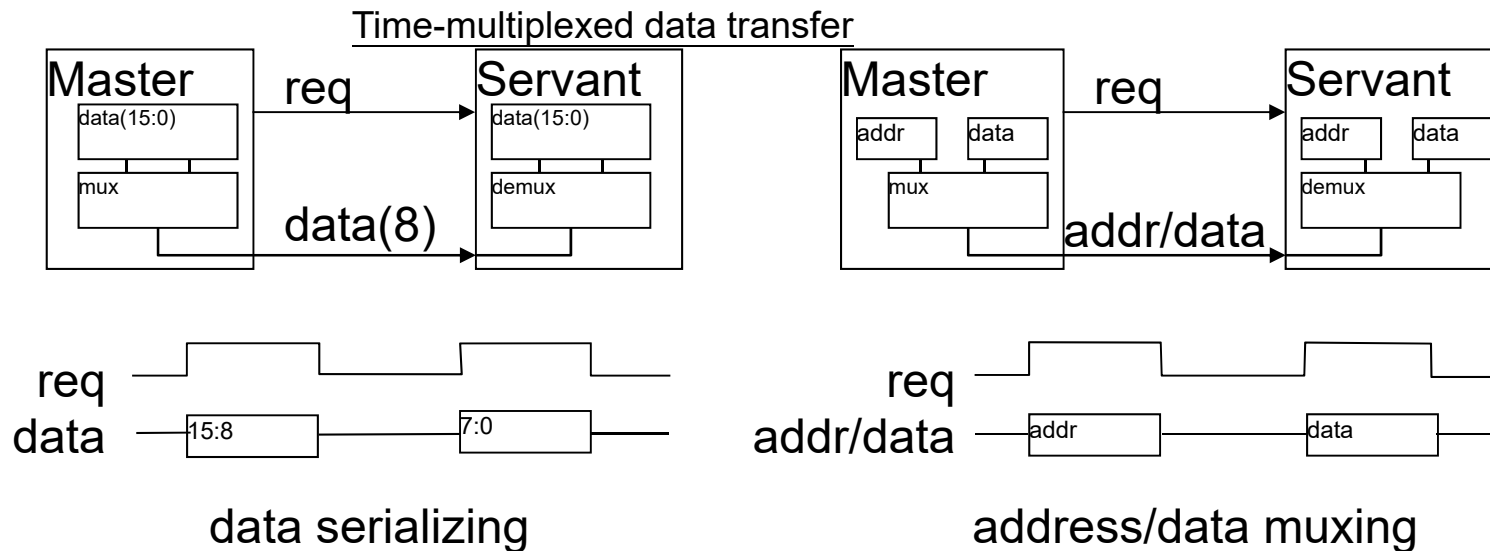 Time-multiplexed data transfer
Master
req
Servant
data(15:0)
data(15:0)
mux
demux
data(8)
req
data
15:8
7:0
data serializing
Master
req
Servant
addr
data
addr
data
mux
demux
addr/data
req
addr/data
addr
data
address/data muxing